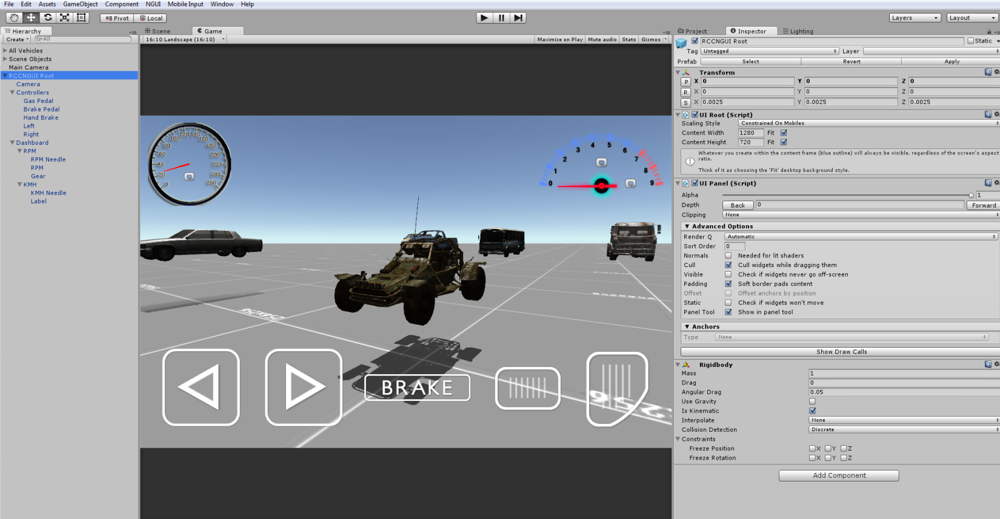 File Edit Assets GameObject Component NGUI Mobile Input Window Help
Pivot Local Layers Layout
Hierarchy Scene Game Project Inspector Lighting
Create All 16:10 Landscape (16:10) Maximize on Play Mute audio Stats Gizmos
All Vehicles
Scene Objects
Main Camera
RCCNGUI Root
Camera
Controllers
Gas Pedal
Brake Pedal
Hand Brake
Left
Right
Dashboard
RPM
RPM Needle
RPM
Gear
KMH
KMH Needle
Label
0 20 40 60 80 100 120 140 160 180 200 220 240 260
0 1 2 3 4 5 6 7 8 9
BRAKE
RCCNGUI Root Static
Tag Untagged Layer
Prefab Select Revert Apply
Transform
P X 0 Y 0 Z 0
R X 0 Y 0 Z 0
S X 0.0025 Y 0.0025 Z 0.0025
UI Root (Script)
Scaling Style Constrained On Mobiles
Content Width 1280 Fit
Content Height 720 Fit
Whatever you create within the content frame (blue outline) will always be visible, regardless of the screen's aspect
ratio.
Think of it as choosing the 'Fit' desktop background style.
UI Panel (Script)
Alpha 1
Depth Back 0 Forward
Clipping None
Advanced Options
Render Q Automatic
Sort Order 0
Normals Needed for lit shaders
Cull Cull widgets while dragging them
Visible Check if widgets never go off-screen
Padding Soft border pads content
Offset Offset anchors by position
Static Check if widgets won't move
Panel Tool Show in panel tool
Anchors
Type None
Show Draw Calls
Rigidbody
Mass 1
Drag 0
Angular Drag 0.05
Use Gravity
Is Kinematic
Interpolate None
Collision Detection Discrete
Constraints
Freeze Position X Y Z
Freeze Rotation X Y Z
Add Component